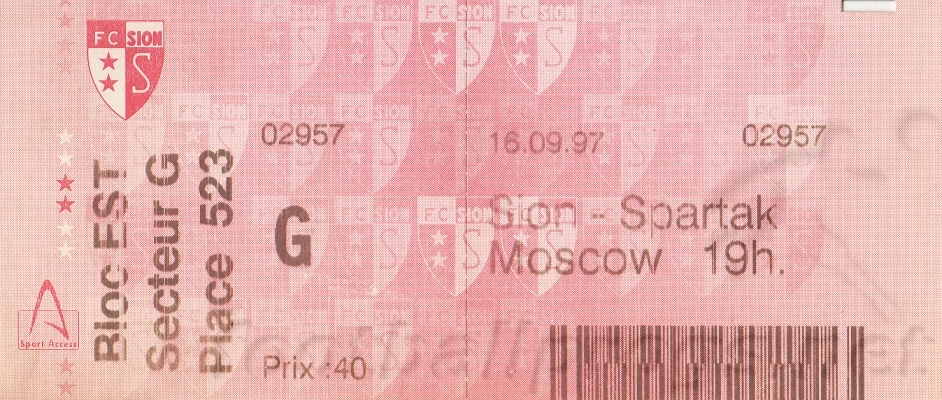 FC SION
S
02957
16.09.97
02957
Bloc EST
Secteur G
Place 523
G
Sion - Spartak
Moscow 19h.
Sport Access
Prix :40